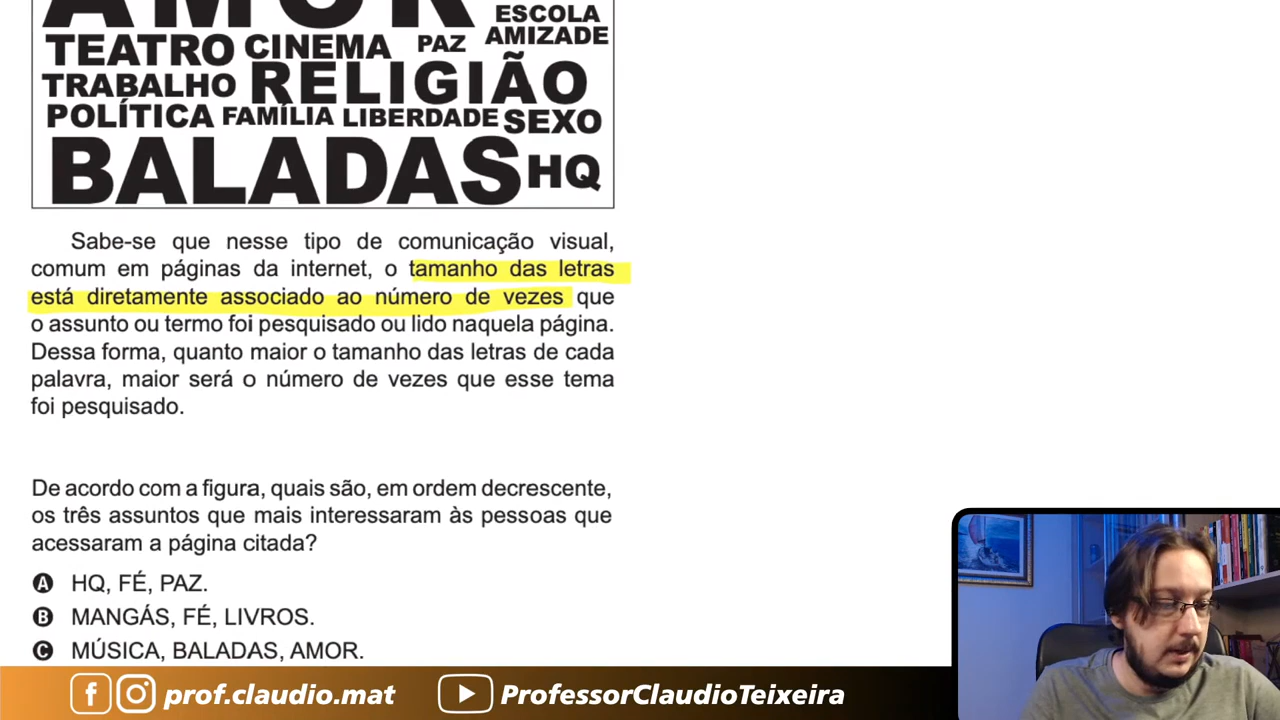 AMOR
ESCOLA
AMIZADE
TEATRO CINEMA PAZ
TRABALHO RELIGIÃO
POLÍTICA FAMÍLIA LIBERDADE SEXO
BALADAS HQ
Sabe-se que nesse tipo de comunicação visual,
comum em páginas da internet, o tamanho das letras
está diretamente associado ao número de vezes que
o assunto ou termo foi pesquisado ou lido naquela página.
Dessa forma, quanto maior o tamanho das letras de cada
palavra, maior será o número de vezes que esse tema
foi pesquisado.
De acordo com a figura, quais são, em ordem decrescente,
os três assuntos que mais interessaram às pessoas que
acessaram a página citada?
A HQ, FÉ, PAZ.
B MANGÁS, FÉ, LIVROS.
C MÚSICA, BALADAS, AMOR.
prof.claudio.mat ProfessorClaudioTeixeira